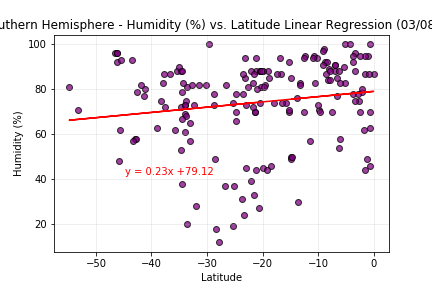 uthern Hemisphere - Humidity (%) vs. Latitude Linear Regression (03/08
100
80
60
40
20
Humidity (%)
y = 0.23x +79.12
−50 −40 −30 −20 −10 0
Latitude